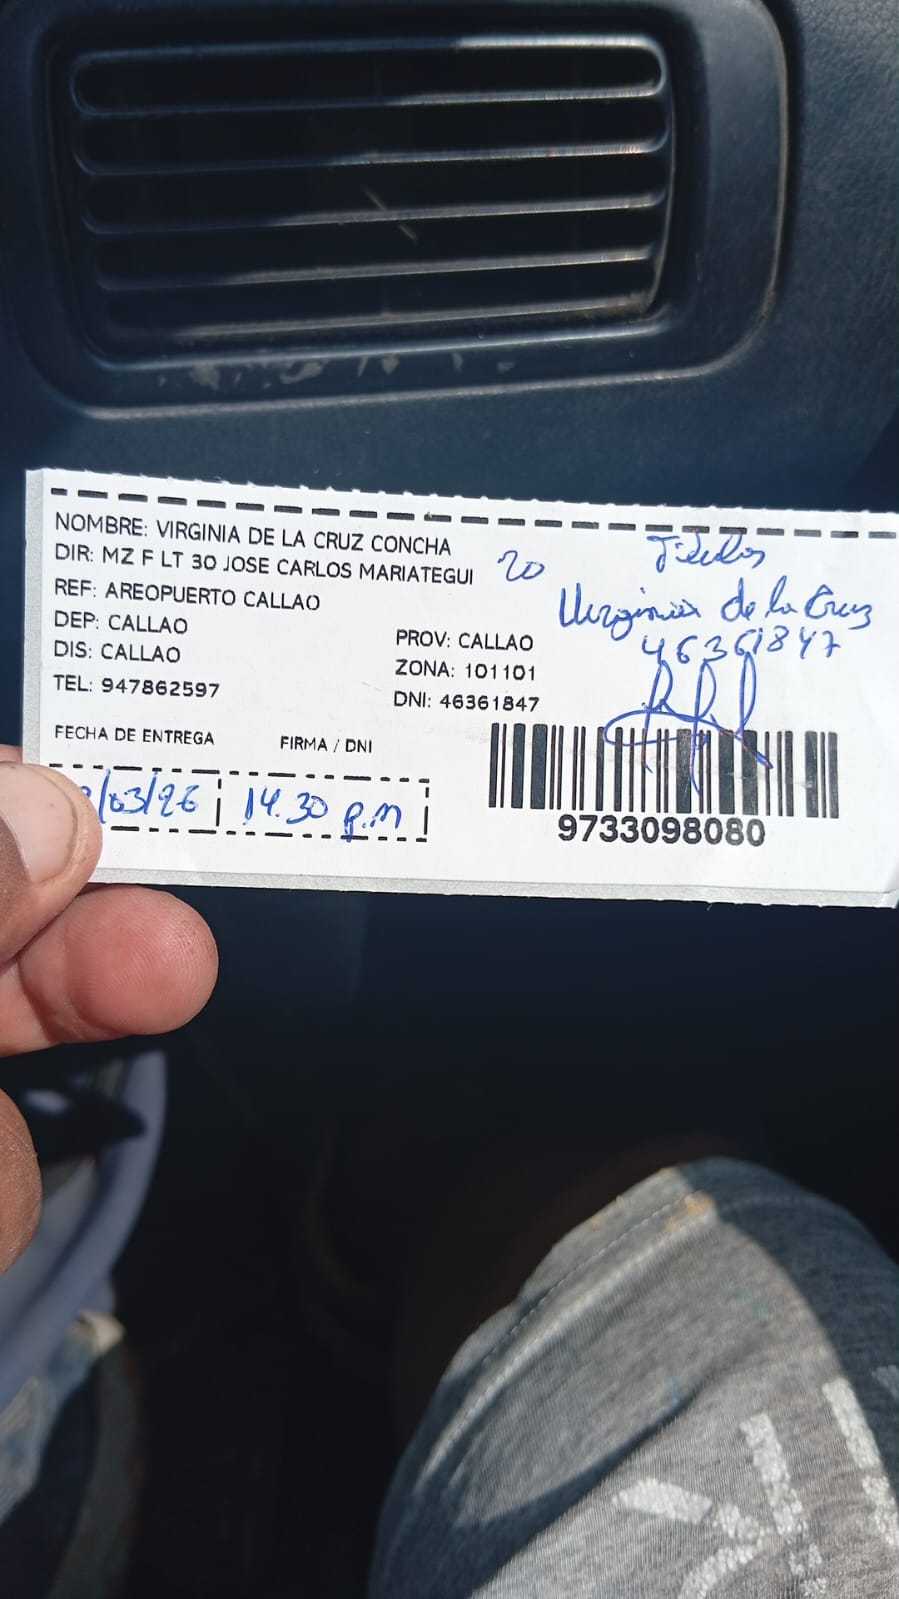 NOMBRE: VIRGINIA DE LA CRUZ CONCHA
DIR: MZ F LT 30 JOSE CARLOS MARIATEGUI
20
REF: AREOPUERTO CALLAO
DEP: CALLAO
PROV: CALLAO
DIS: CALLAO
ZONA: 101101
TEL: 947862597
DNI: 46361847
Virginia de la Cruz
46361847
FECHA DE ENTREGA
FIRMA / DNI
/03/26
14.30 p.m
9733098080